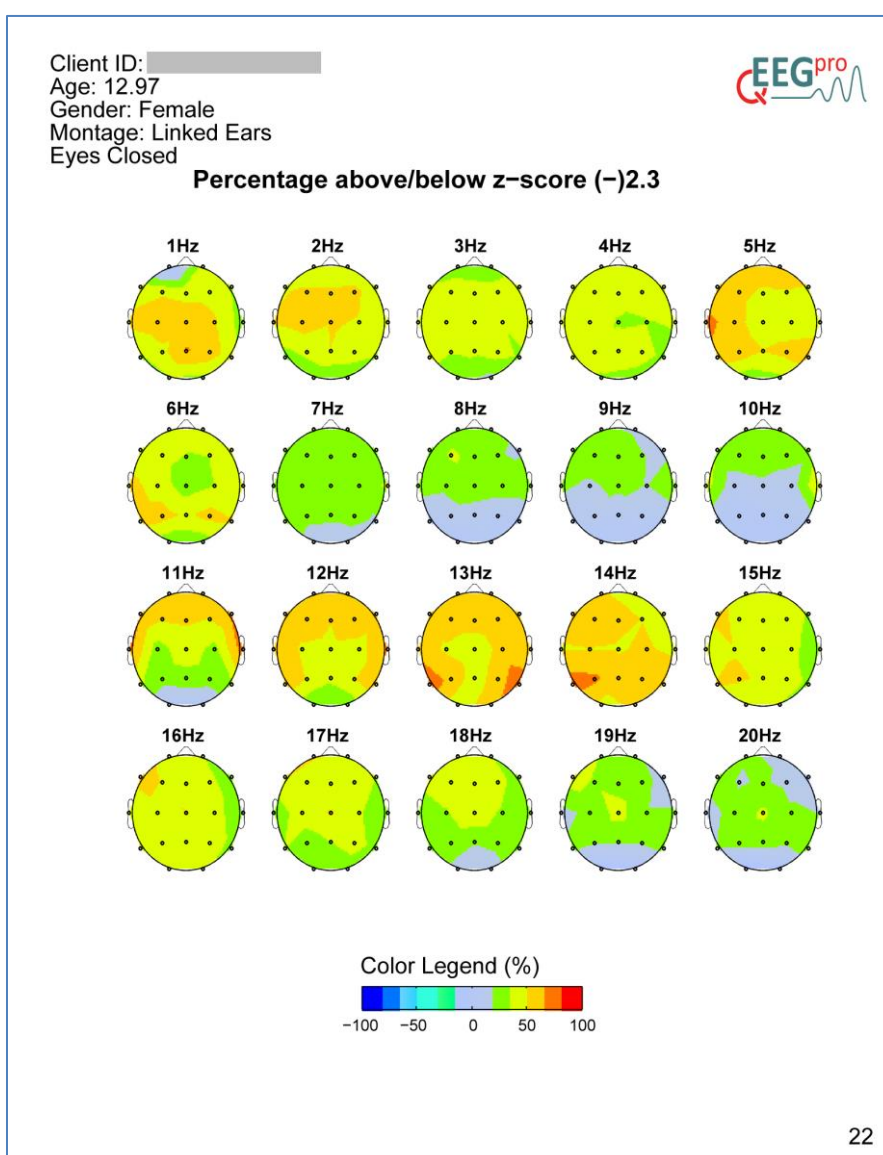 Client ID:
Age: 12.97
Gender: Female
Montage: Linked Ears
Eyes Closed
QEEGpro
Percentage above/below z−score (−)2.3
1Hz 2Hz 3Hz 4Hz 5Hz
6Hz 7Hz 8Hz 9Hz 10Hz
11Hz 12Hz 13Hz 14Hz 15Hz
16Hz 17Hz 18Hz 19Hz 20Hz
Color Legend (%)
−100 −50 0 50 100
22